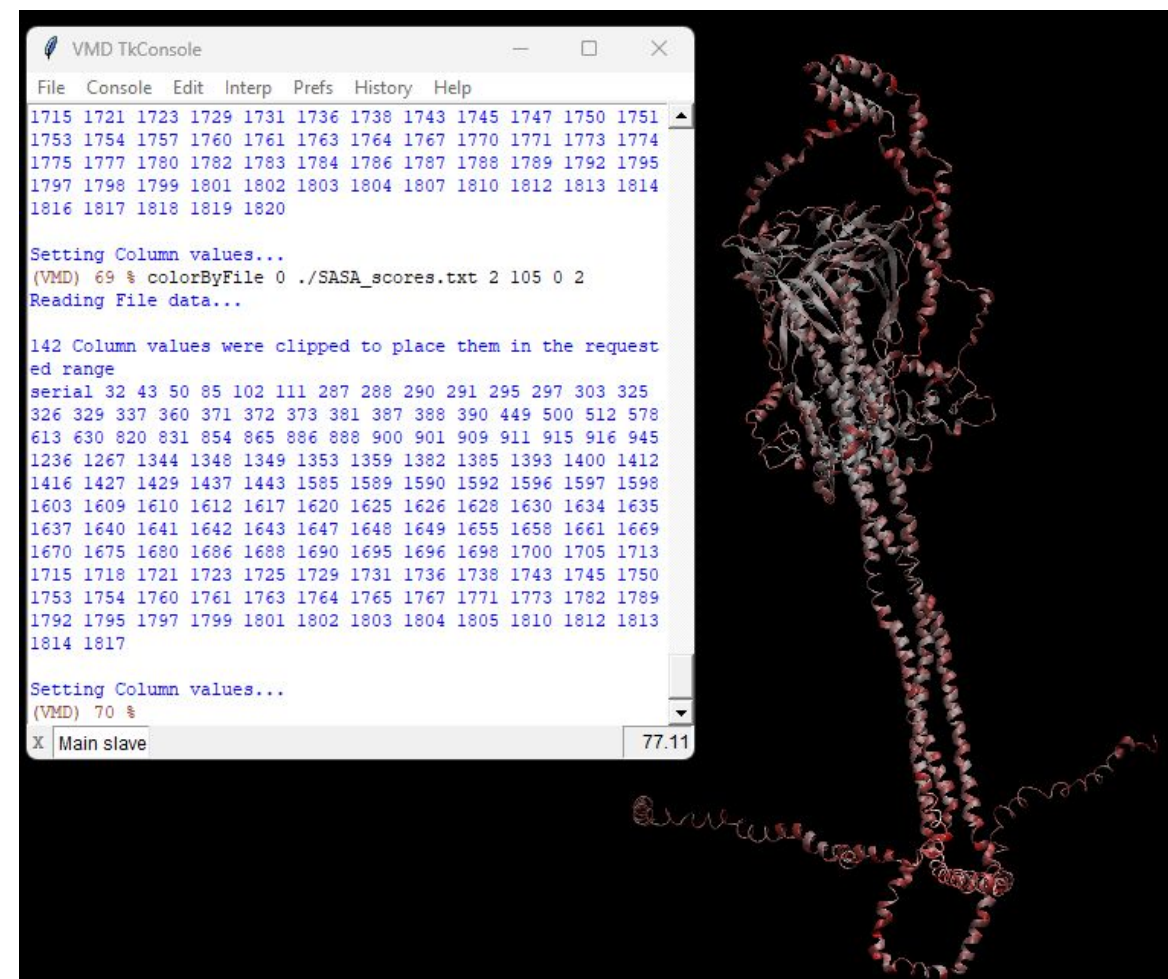 VMD TkConsole
File Console Edit Interp Prefs History Help
1715 1721 1723 1729 1731 1736 1738 1743 1745 1747 1750 1751
1753 1754 1757 1760 1761 1763 1764 1767 1770 1771 1773 1774
1775 1777 1780 1782 1783 1784 1786 1787 1788 1789 1792 1795
1797 1798 1799 1801 1802 1803 1804 1807 1810 1812 1813 1814
1816 1817 1818 1819 1820
Setting Column values...
(VMD) 69 % colorByFile 0 ./SASA_scores.txt 2 105 0 2
Reading File data...
142 Column values were clipped to place them in the request
ed range
serial 32 43 50 85 102 111 287 288 290 291 295 297 303 325
326 329 337 360 371 372 373 381 387 388 390 449 500 512 578
613 630 820 831 854 865 886 888 900 901 909 911 915 916 945
1236 1267 1344 1348 1349 1353 1359 1382 1385 1393 1400 1412
1416 1427 1429 1437 1443 1585 1589 1590 1592 1596 1597 1598
1603 1609 1610 1612 1617 1620 1625 1626 1628 1630 1634 1635
1637 1640 1641 1642 1643 1647 1648 1649 1655 1658 1661 1669
1670 1675 1680 1686 1688 1690 1695 1696 1698 1700 1705 1713
1715 1718 1721 1723 1725 1729 1731 1736 1738 1743 1745 1750
1753 1754 1760 1761 1763 1764 1765 1767 1771 1773 1782 1789
1792 1795 1797 1799 1801 1802 1803 1804 1805 1810 1812 1813
1814 1817
Setting Column values...
(VMD) 70 %
X Main slave 77.11